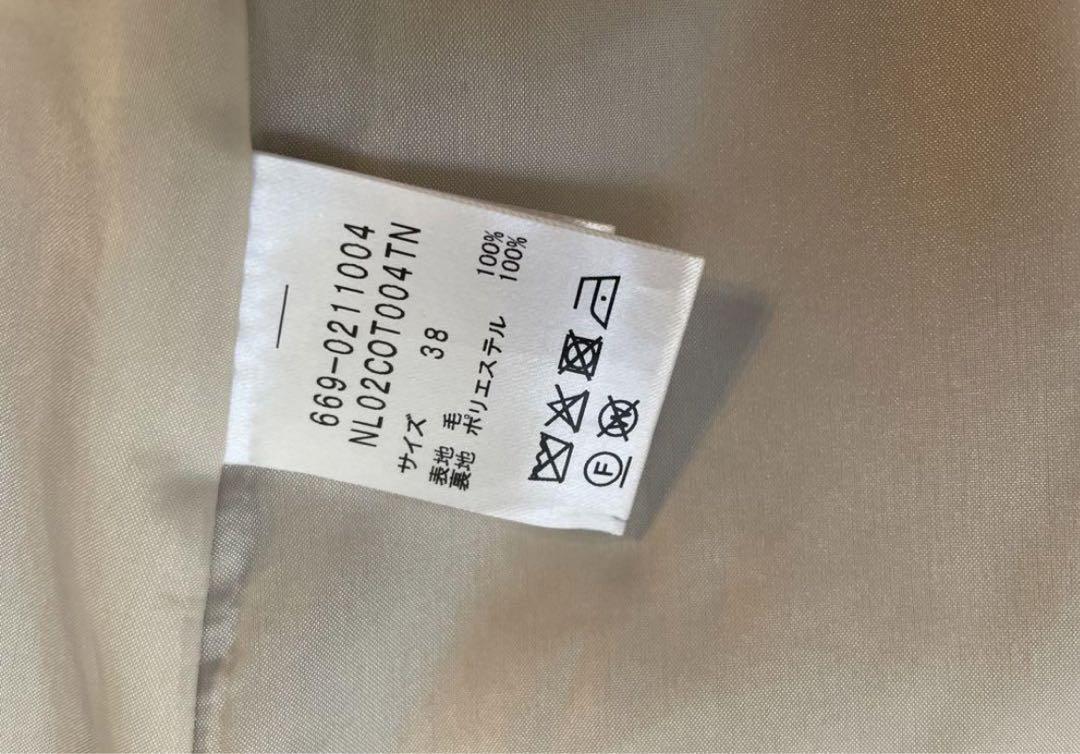 669-0211004
NL02COT004TN
サイズ 38
表地 毛 100%
裏地 ポリエステル 100%
F W